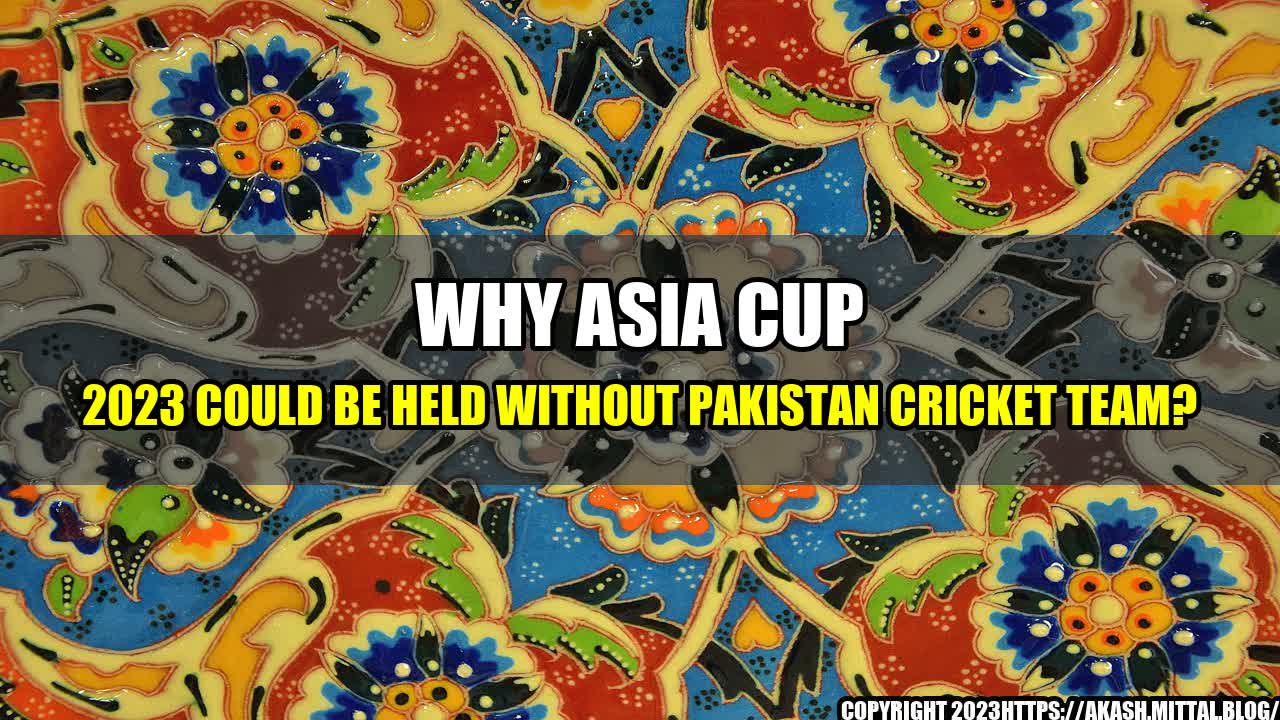 WHY ASIA CUP
2023 COULD BE HELD WITHOUT PAKISTAN CRICKET TEAM?
COPYRIGHT 2023HTTPS://AKASH.MITTAL.BLOG/